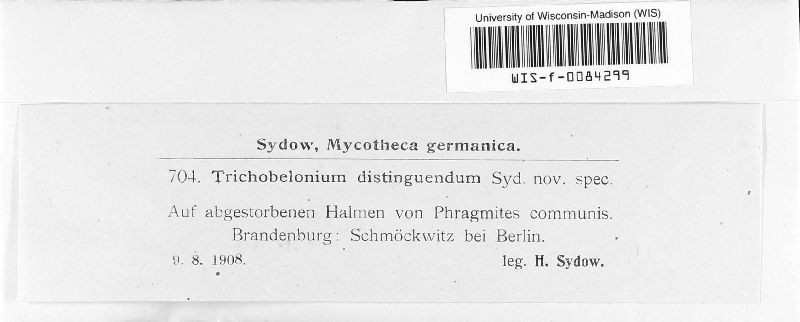 University of Wisconsin-Madison (WIS)
WIS-f-0084299
Sydow, Mycotheca germanica.
704. Trichobelonium distinguendum Syd. nov. spec.
Auf abgestorbenen Halmen von Phragmites communis.
Brandenburg: Schmöckwitz bei Berlin.
9. 8. 1908. leg. H. Sydow.